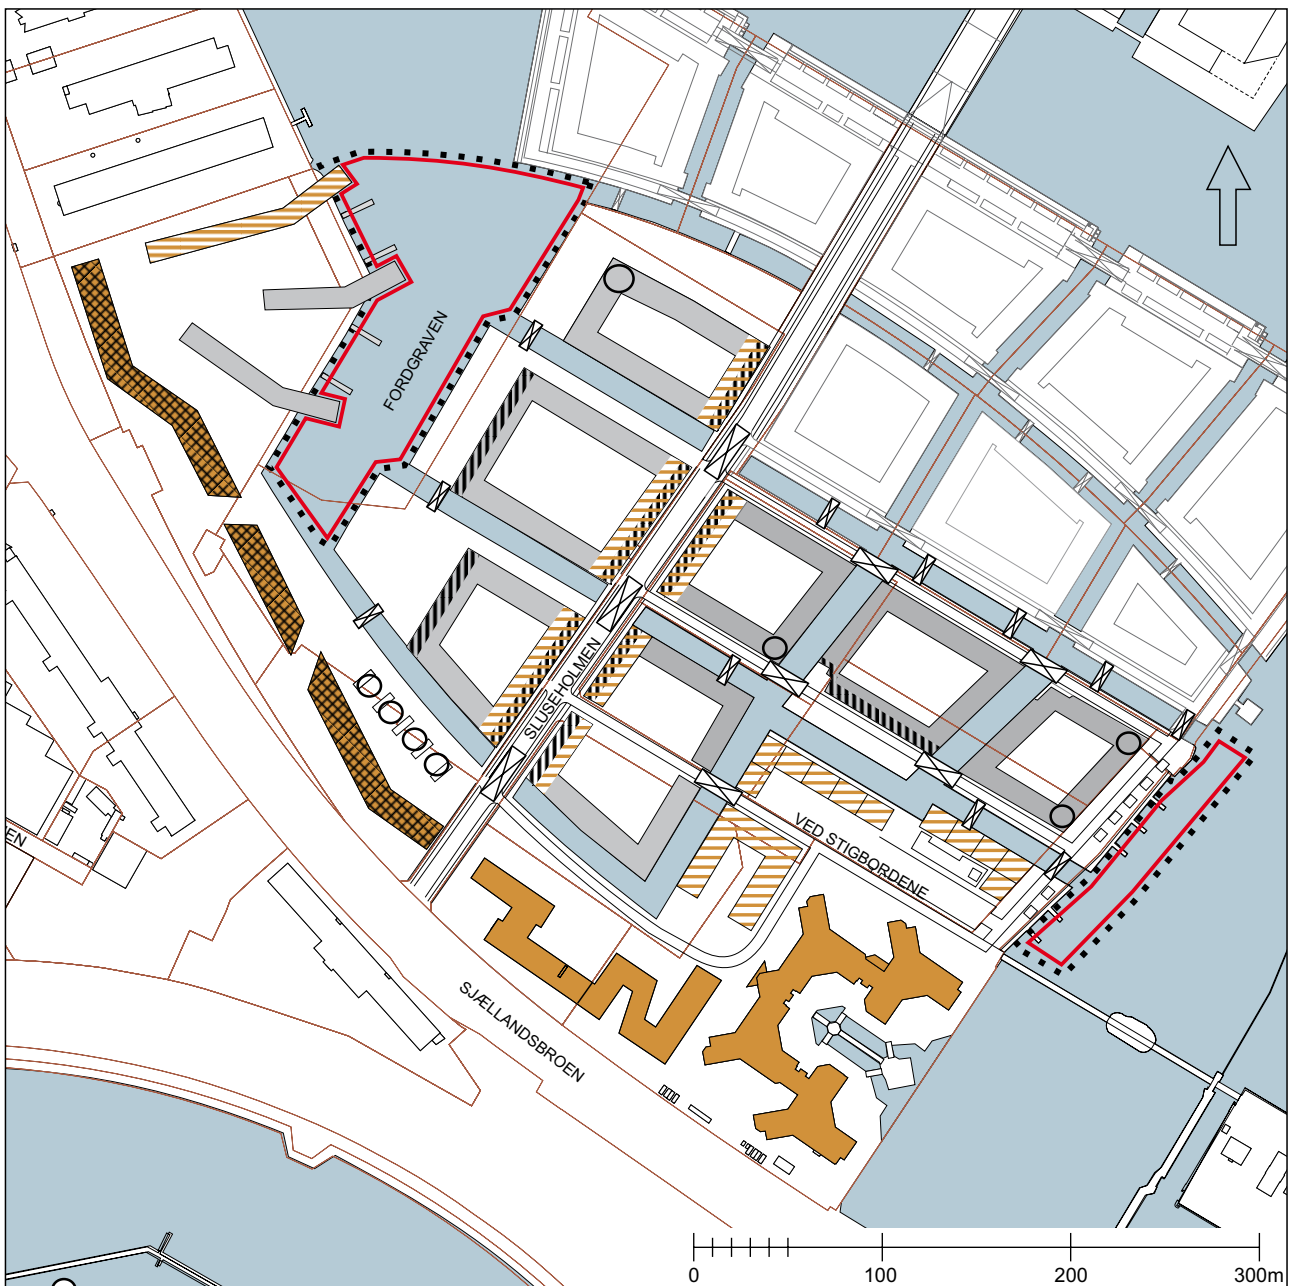 FORDGRAVEN
SLUSEHOLMEN
VED STIGBORDENE
EN
SJÆLLANDSBROEN
0 100 200 300m